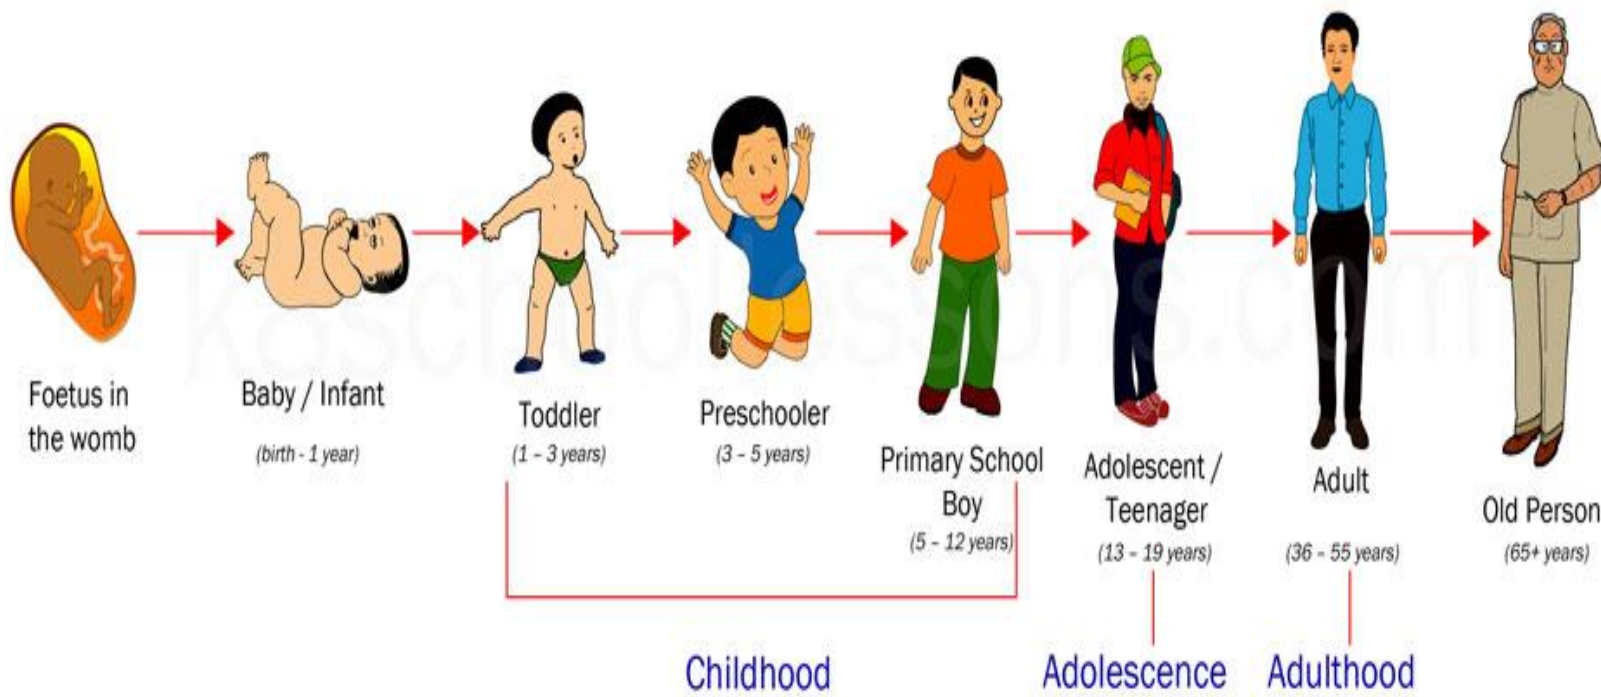 Foetus in
the womb
Baby / Infant
(birth - 1 year)
Toddler
(1 – 3 years)
Preschooler
(3 – 5 years)
Primary School
Boy
(5 – 12 years)
Adolescent /
Teenager
(13 – 19 years)
Adult
(36 – 55 years)
Old Person
(65+ years)
Childhood
Adolescence
Adulthood